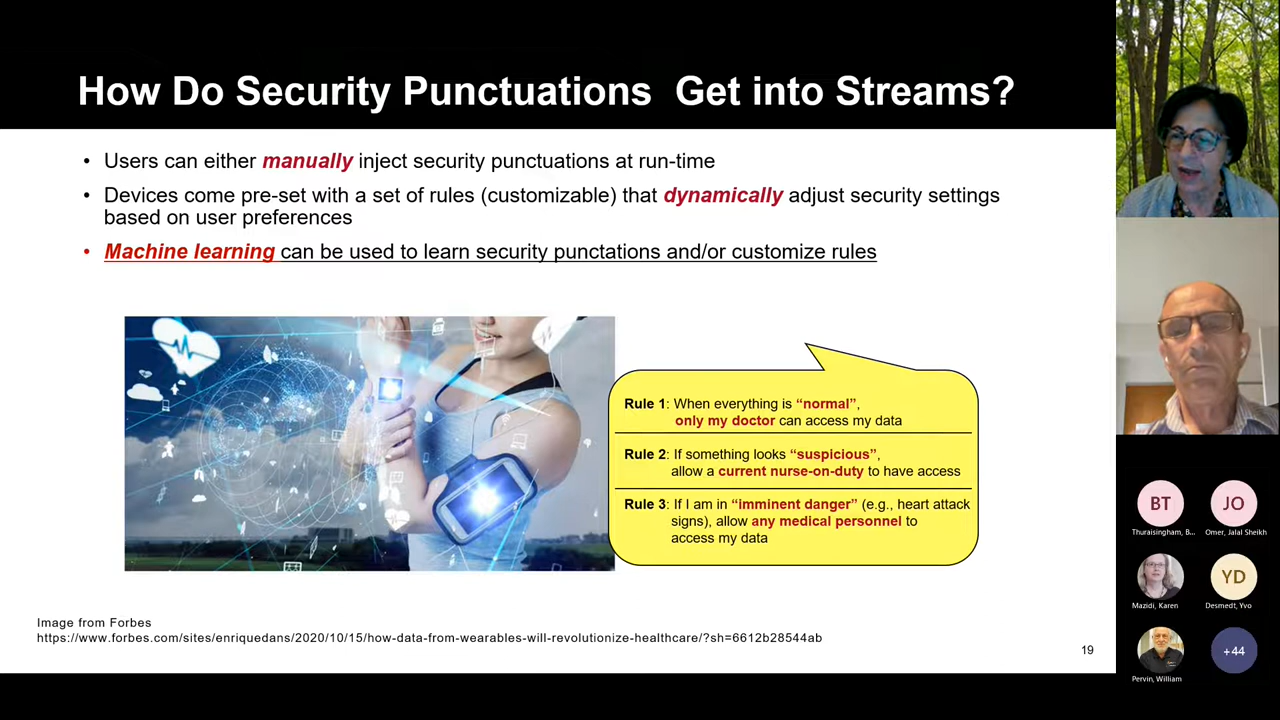 How Do Security Punctuations  Get into Streams?
• Users can either manually inject security punctuations at run-time
• Devices come pre-set with a set of rules (customizable) that dynamically adjust security settings
based on user preferences
• Machine learning can be used to learn security punctations and/or customize rules
Rule 1: When everything is “normal”,
only my doctor can access my data
Rule 2: If something looks “suspicious”,
allow a current nurse-on-duty to have access
Rule 3: If I am in “imminent danger” (e.g., heart attack
signs), allow any medical personnel to
access my data
Image from Forbes
https://www.forbes.com/sites/enriquedans/2020/10/15/how-data-from-wearables-will-revolutionize-healthcare/?sh=6612b28544ab
19
BT
JO
Thuraisingham, B...
Omer, Jalal Sheikh
YD
Mazidi, Karen
Desmedt, Yvo
+44
Pervin, William